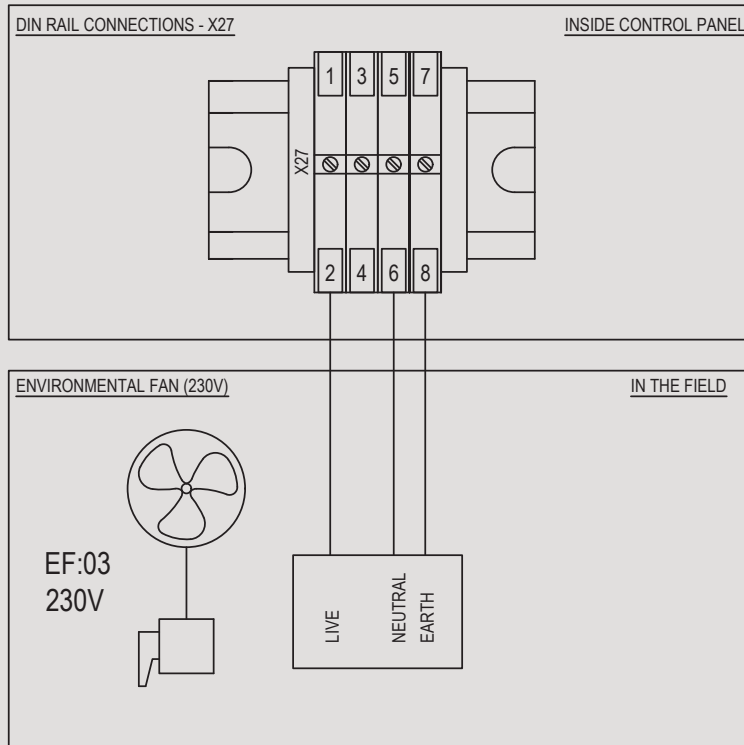 DIN RAIL CONNECTIONS - X27
INSIDE CONTROL PANEL
1 3 5 7
X27
2 4 6 8
ENVIRONMENTAL FAN (230V)
IN THE FIELD
EF:03
230V
LIVE
NEUTRAL
EARTH